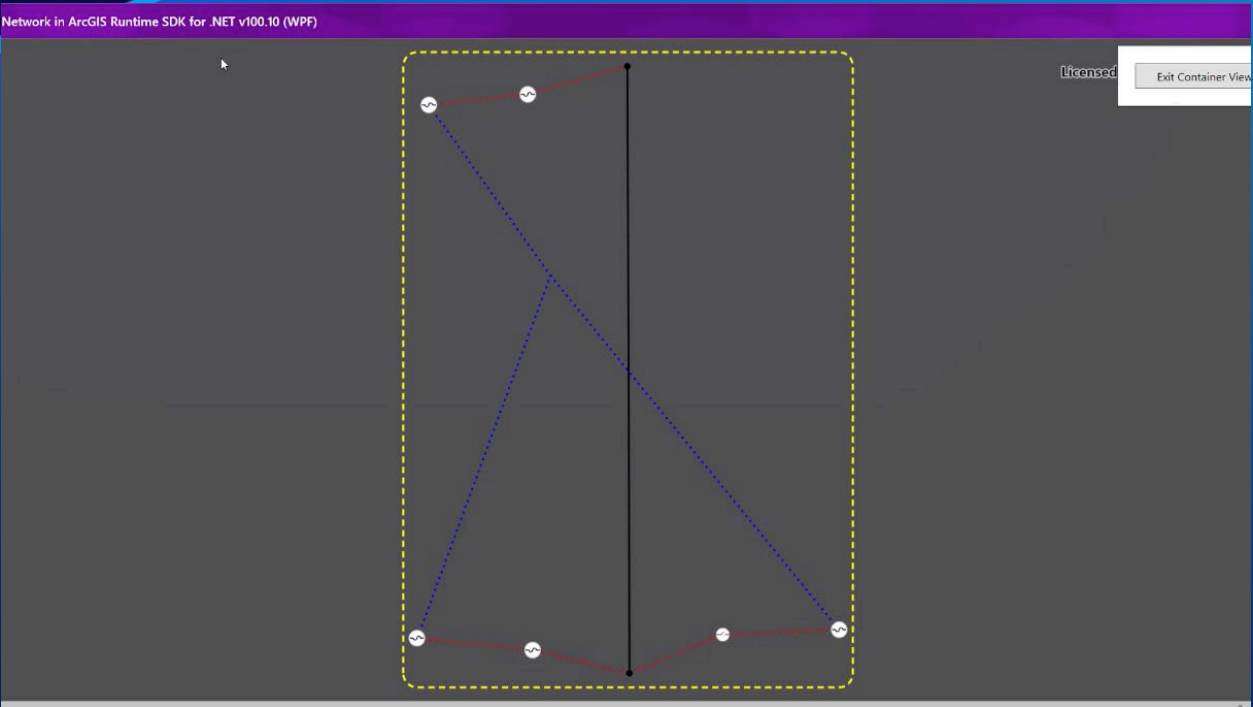 Network in ArcGIS Runtime SDK for .NET v100.10 (WPF)
Licensed
Exit Container View